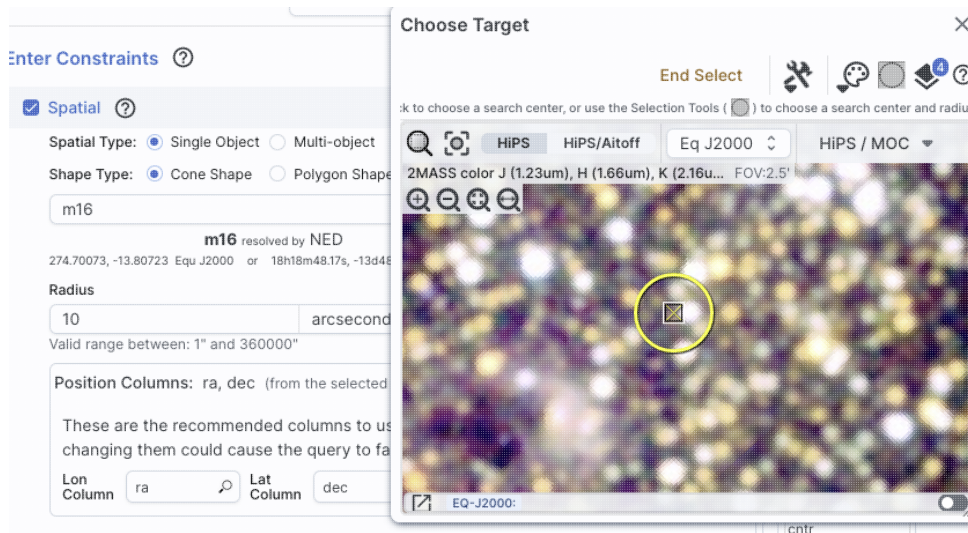 Enter Constraints
Spatial
Spatial Type: Single Object Multi-object
Shape Type: Cone Shape Polygon Shape
m16
m16 resolved by NED
274.70073, -13.80723 Equ J2000 or 18h18m48.17s, -13d48
Radius
10 arcsecond
Valid range between: 1" and 360000"
Position Columns: ra, dec (from the selected
These are the recommended columns to us
changing them could cause the query to fa
Lon Column ra Lat Column dec
Choose Target
End Select
4
k to choose a search center, or use the Selection Tools ( ) to choose a search center and radiu
HiPS HiPS/Aitoff Eq J2000 HiPS / MOC
2MASS color J (1.23um), H (1.66um), K (2.16u... FOV:2.5'
EQ-J2000:
cntr